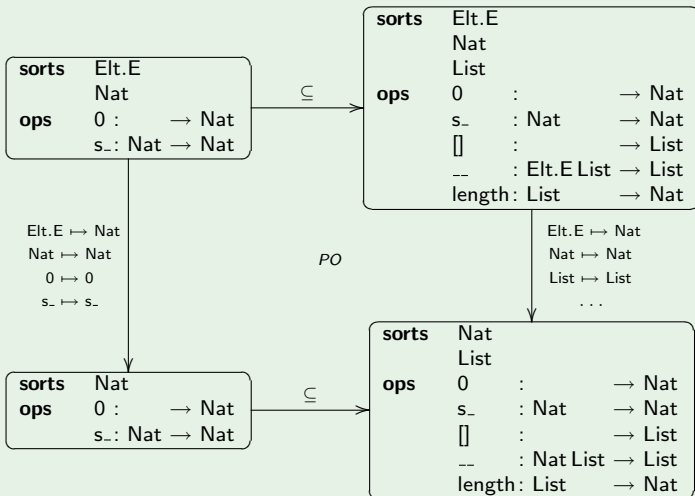 sorts Elt.E
Nat
ops 0 : → Nat
s_ : Nat → Nat
⊆
sorts Elt.E
Nat
List
ops 0 : → Nat
s_ : Nat → Nat
[] : → List
__ : Elt.E List → List
length : List → Nat
Elt.E ↦ Nat
Nat ↦ Nat
0 ↦ 0
s_ ↦ s_
PO
Elt.E ↦ Nat
Nat ↦ Nat
List ↦ List
. . .
sorts Nat
ops 0 : → Nat
s_ : Nat → Nat
⊆
sorts Nat
List
ops 0 : → Nat
s_ : Nat → Nat
[] : → List
__ : Nat List → List
length : List → Nat